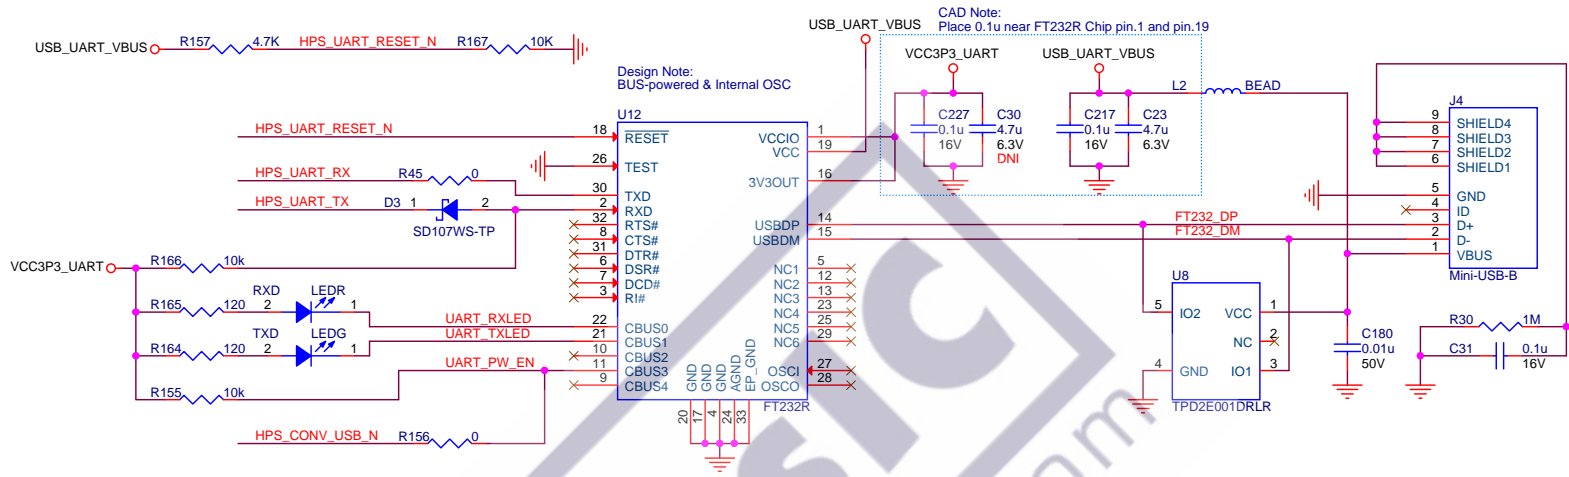 CAD Note:
Place 0.1u near FT232R Chip pin.1 and pin.19
USB_UART_VBUS
USB_UART_VBUS R157 4.7K HPS_UART_RESET_N R167 10K
VCC3P3_UART USB_UART_VBUS
Design Note:
BUS-powered & Internal OSC
L2 BEAD
U12
J4
C227 0.1u 16V
C30 4.7u 6.3V DNI
C217 0.1u 16V
C23 4.7u 6.3V
HPS_UART_RESET_N 18 RESET
26 TEST
HPS_UART_RX R45 0 30 TXD
HPS_UART_TX D3 1 2 2 RXD
SD107WS-TP
32 RTS#
8 CTS#
31 DTR#
6 DSR#
7 DCD#
3 RI#
22 CBUS0
21 CBUS1
10 CBUS2
11 CBUS3
9 CBUS4
VCCIO 1
VCC 19
3V3OUT 16
USBDP 14
USBDM 15
NC1 5
NC2 12
NC3 13
NC4 23
NC5 25
NC6 29
OSCI 27
OSCO 28
GND 20
GND 17
GND 4
AGND 24
EP_GND 33
FT232R
VCC3P3_UART R166 10k
R165 120 RXD 2 LEDR 1 UART_RXLED
R164 120 TXD 2 LEDG 1 UART_TXLED
R155 10k UART_PW_EN
HPS_CONV_USB_N R156 0
FT232_DP
FT232_DM
9 SHIELD4
8 SHIELD3
7 SHIELD2
6 SHIELD1
5 GND
4 ID
3 D+
2 D-
1 VBUS
Mini-USB-B
U8
5 IO2 VCC 1
NC 2
4 GND IO1 3
TPD2E001DRLR
C180
0.01u
50V
R30 1M
C31 0.1u
16V
sic
om